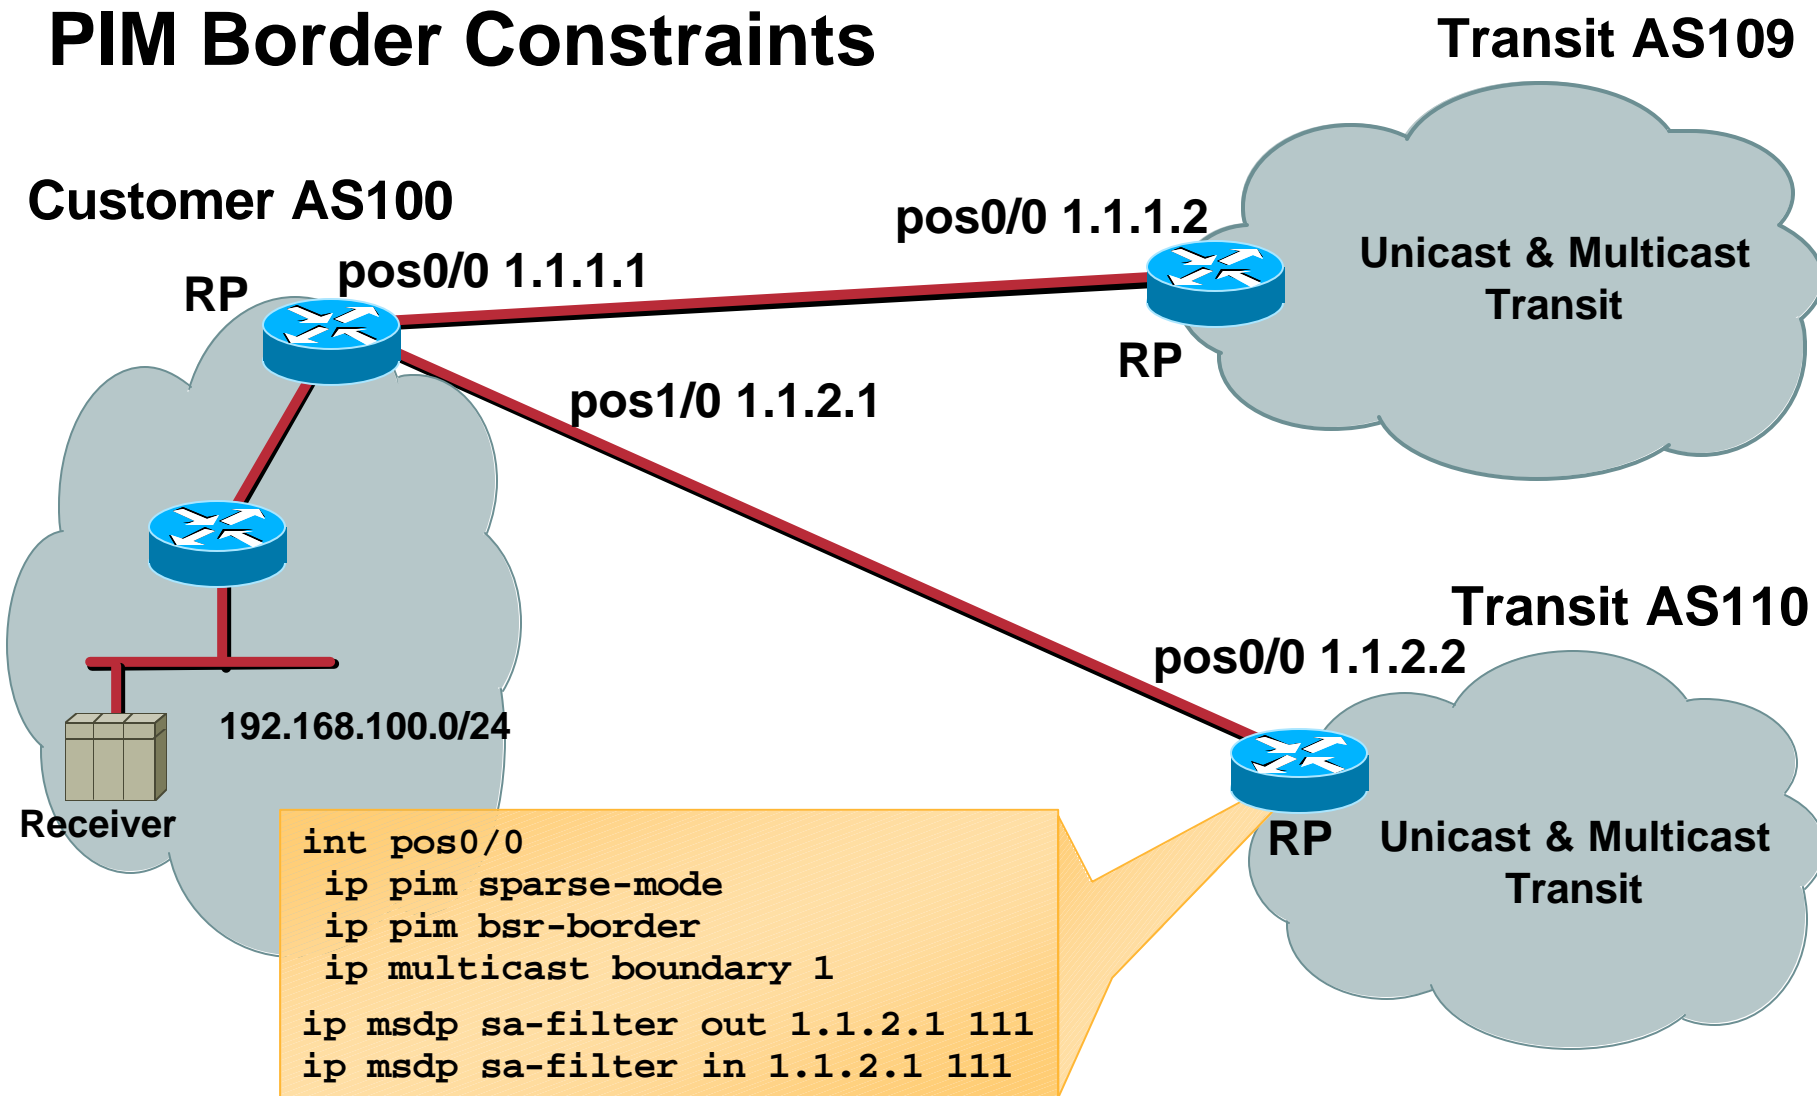 PIM Border Constraints
Transit AS109
Customer AS100
pos0/0 1.1.1.2
Unicast & Multicast
Transit
pos0/0 1.1.1.1
RP
RP
pos1/0 1.1.2.1
Transit AS110
pos0/0 1.1.2.2
192.168.100.0/24
Receiver
RP
Unicast & Multicast
Transit
int pos0/0
ip pim sparse-mode
ip pim bsr-border
ip multicast boundary 1
ip msdp sa-filter out 1.1.2.1 111
ip msdp sa-filter in 1.1.2.1 111